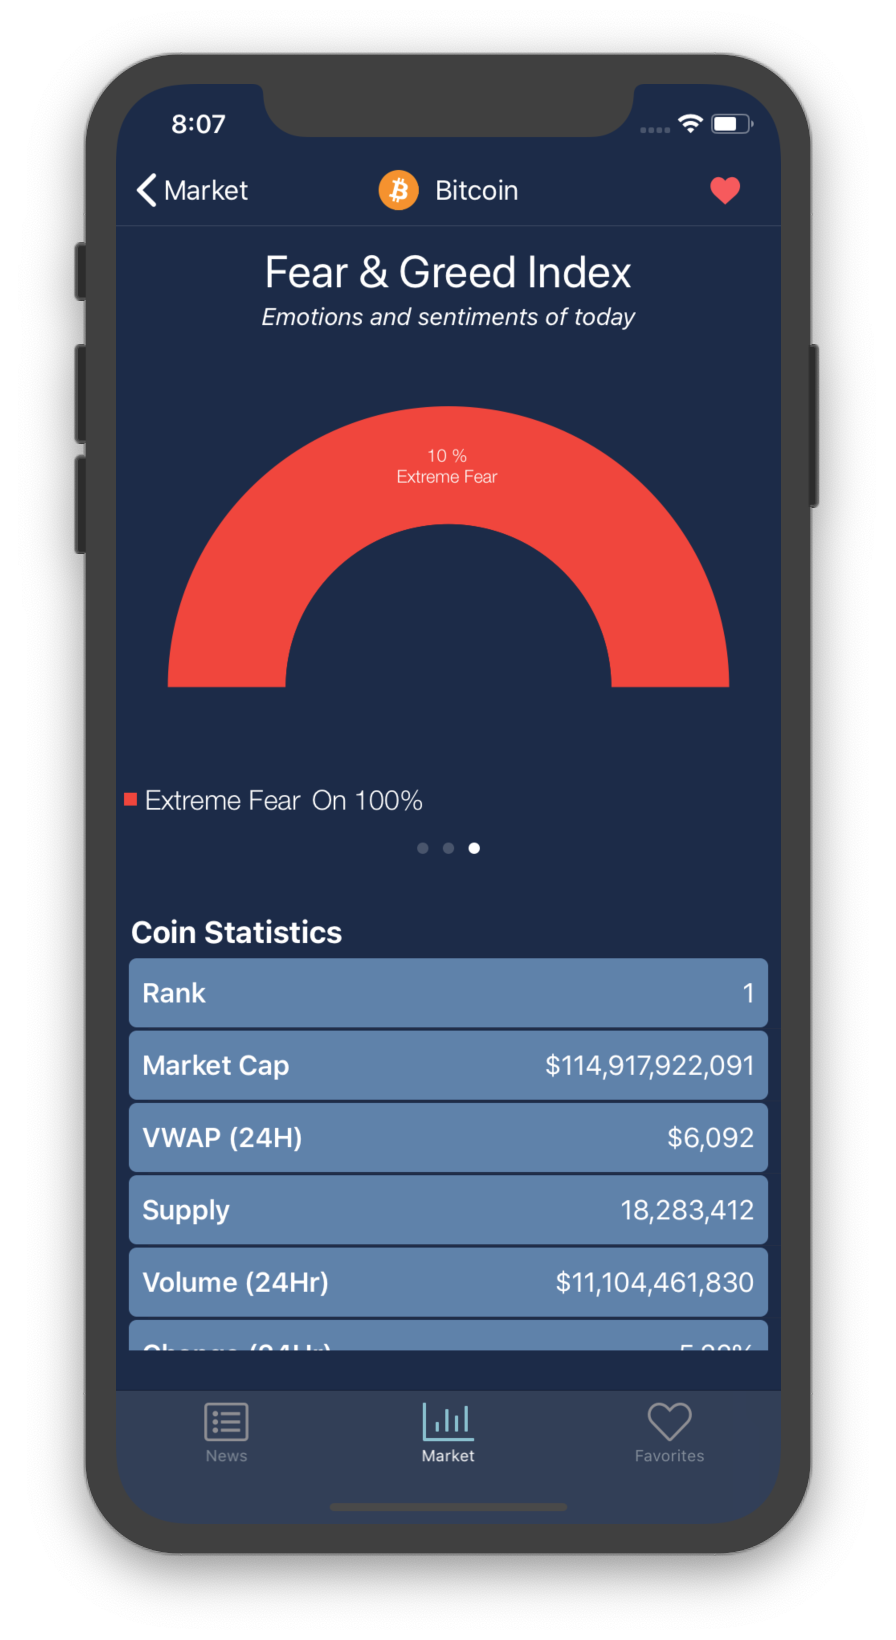 8:07
Market
Bitcoin
Fear & Greed Index
Emotions and sentiments of today
10 %
Extreme Fear
Extreme Fear On 100%
Coin Statistics
Rank 1
Market Cap $114,917,922,091
VWAP (24H) $6,092
Supply 18,283,412
Volume (24Hr) $11,104,461,830
Change (24Hr)
News
Market
Favorites